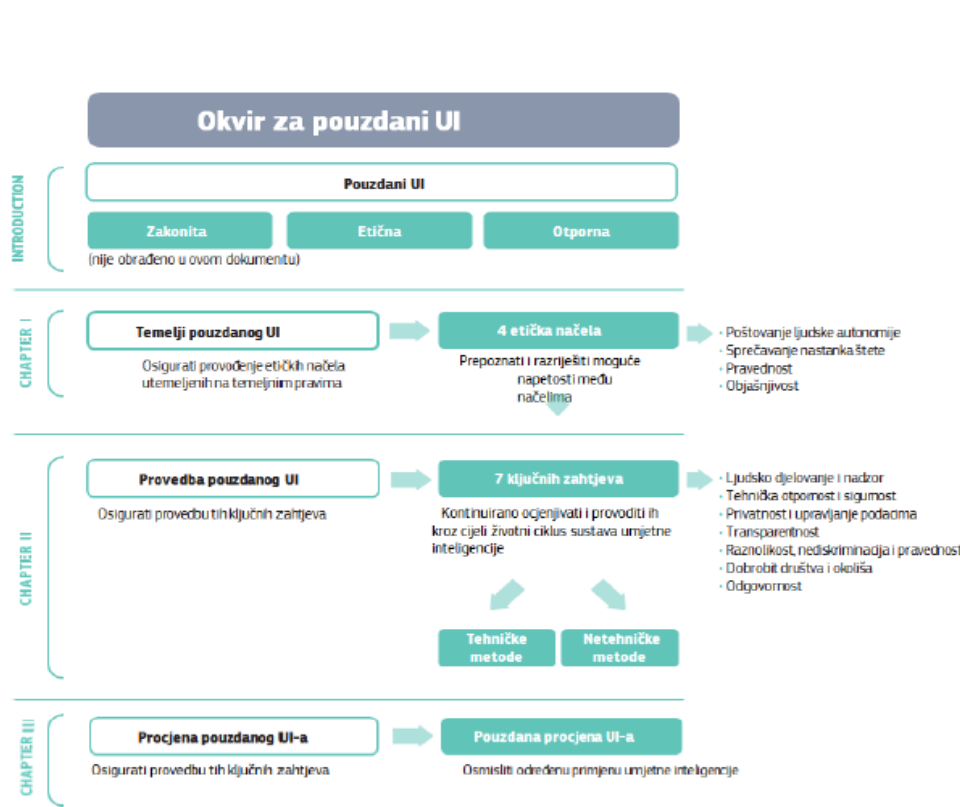 Okvir za pouzdani UI
INTRODUCTION
Pouzdani UI
Zakonita
Etična
Otporna
(nije obrađeno u ovom dokumentu)
CHAPTER I
Temelji pouzdanog UI
Osigurati provođenje etičkih načela
utemeljenih na temeljnim pravima
4 etička načela
Prepoznati i razriješiti moguće
napetosti među
načelima
· Poštovanje ljudske autonomije
· Sprečavanje nastanka štete
· Pravednost
· Objašnjivost
CHAPTER II
Provedba pouzdanog UI
Osigurati provedbu tih ključnih zahtjeva
7 ključnih zahtjeva
Kontinuirano ocjenjivati i provoditi ih
kroz cijeli životni ciklus sustava umjetne
inteligencije
· Ljudsko djelovanje i nadzor
· Tehnička otpornost i sigurnost
· Privatnost i upravljanje podacima
· Transparentnost
· Raznolikost, nediskriminacija i pravednost
· Dobrobit društva i okoliša
· Odgovornost
Tehničke
metode
Netehničke
metode
CHAPTER III
Procjena pouzdanog UI-a
Osigurati provedbu tih ključnih zahtjeva
Pouzdana procjena UI-a
Osmisliti određenu primjenu umjetne inteligencije